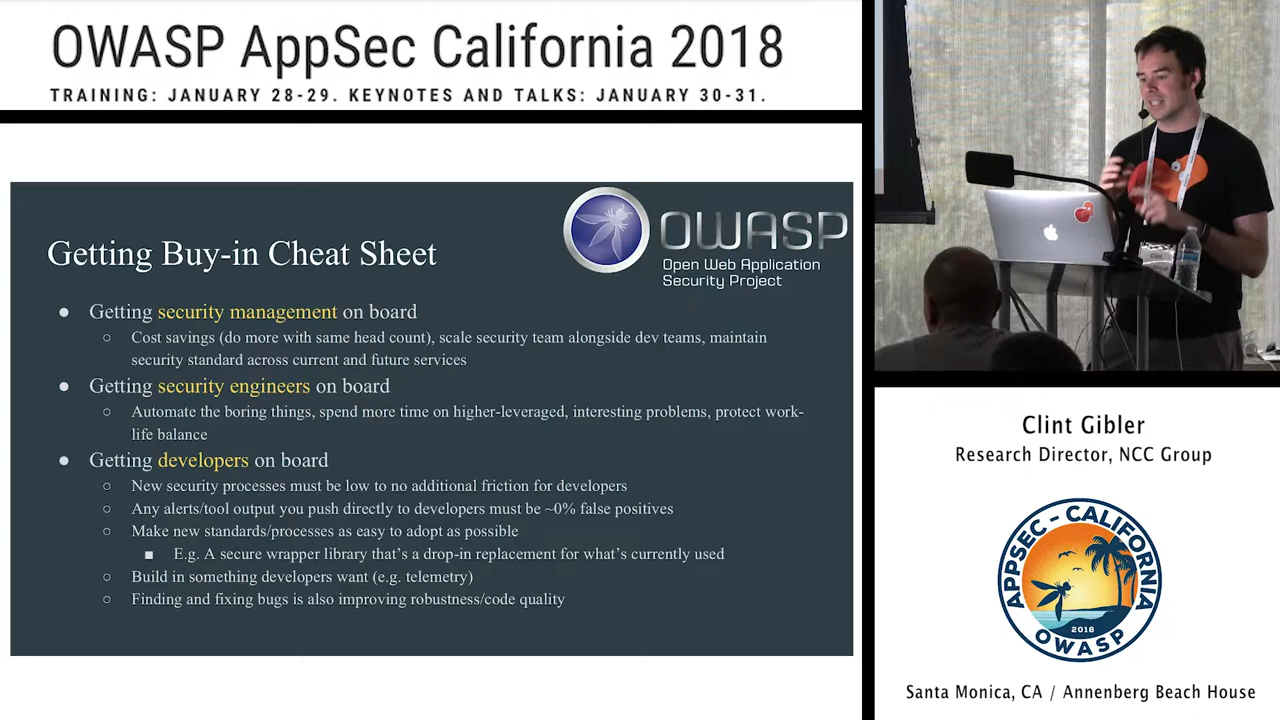 OWASP AppSec California 2018
TRAINING: JANUARY 28-29. KEYNOTES AND TALKS: JANUARY 30-31.
OWASP
Open Web Application
Security Project
Getting Buy-in Cheat Sheet
● Getting security management on board
○ Cost savings (do more with same head count), scale security team alongside dev teams, maintain
security standard across current and future services
● Getting security engineers on board
○ Automate the boring things, spend more time on higher-leveraged, interesting problems, protect work-
life balance
● Getting developers on board
○ New security processes must be low to no additional friction for developers
○ Any alerts/tool output you push directly to developers must be ~0% false positives
○ Make new standards/processes as easy to adopt as possible
■ E.g. A secure wrapper library that's a drop-in replacement for what's currently used
○ Build in something developers want (e.g. telemetry)
○ Finding and fixing bugs is also improving robustness/code quality
Clint Gibler
Research Director, NCC Group
APPSEC - CALIFORNIA
2018
OWASP
Santa Monica, CA / Annenberg Beach House